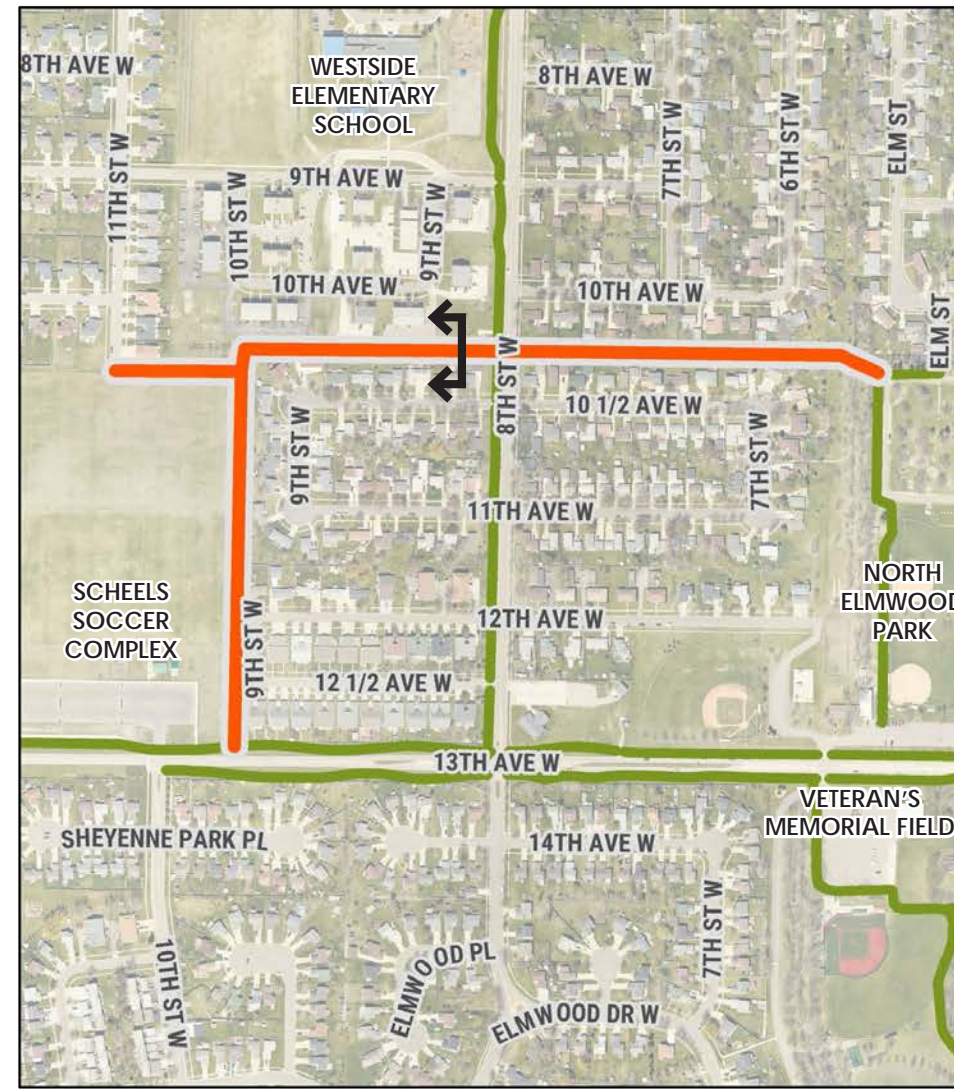 8TH AVE W
WESTSIDE
ELEMENTARY
SCHOOL
8TH AVE W
11TH ST W
10TH ST W
9TH AVE W
9TH ST W
7TH ST W
6TH ST W
ELM ST
10TH AVE W
10TH AVE W
ELM ST
8TH ST W
10 1/2 AVE W
9TH ST W
7TH ST W
11TH AVE W
SCHEELS
SOCCER
COMPLEX
NORTH
ELMWOOD
PARK
9TH ST W
12TH AVE W
12 1/2 AVE W
13TH AVE W
VETERAN'S
MEMORIAL FIELD
SHEYENNE PARK PL
14TH AVE W
10TH ST W
ELMWOOD PL
7TH ST W
ELMWOOD DR W